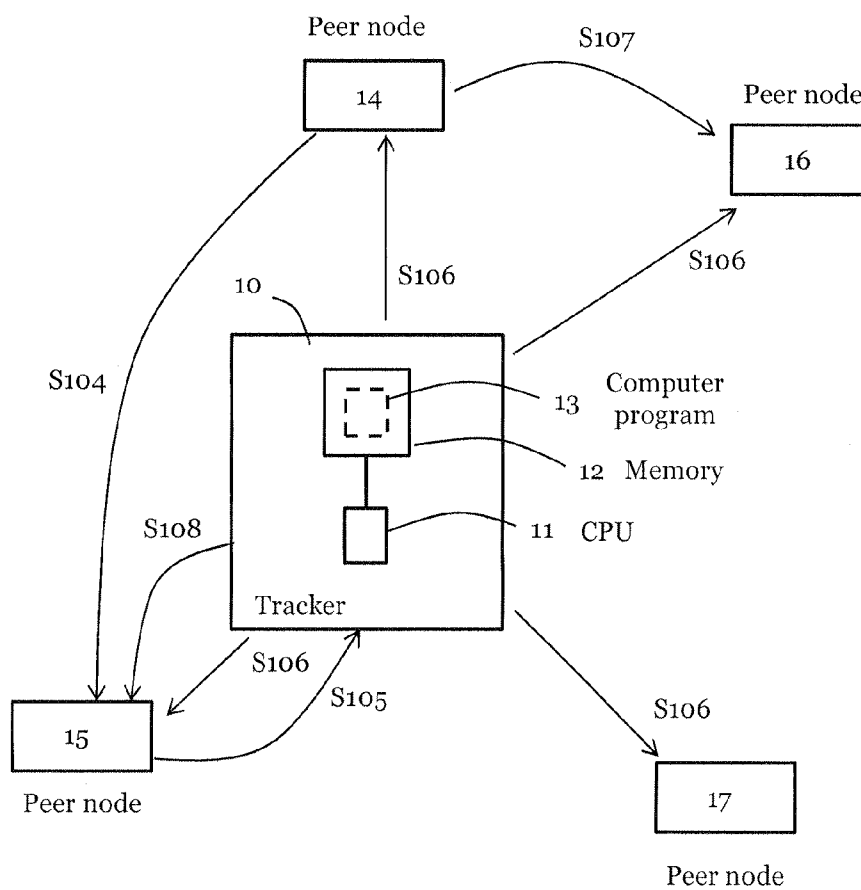 Peer node
S107
14
Peer node
16
S106
S106
10
S104
Computer
13
program
12 Memory
S108
11 CPU
Tracker
S106
S105
S106
15
17
Peer node
Peer node